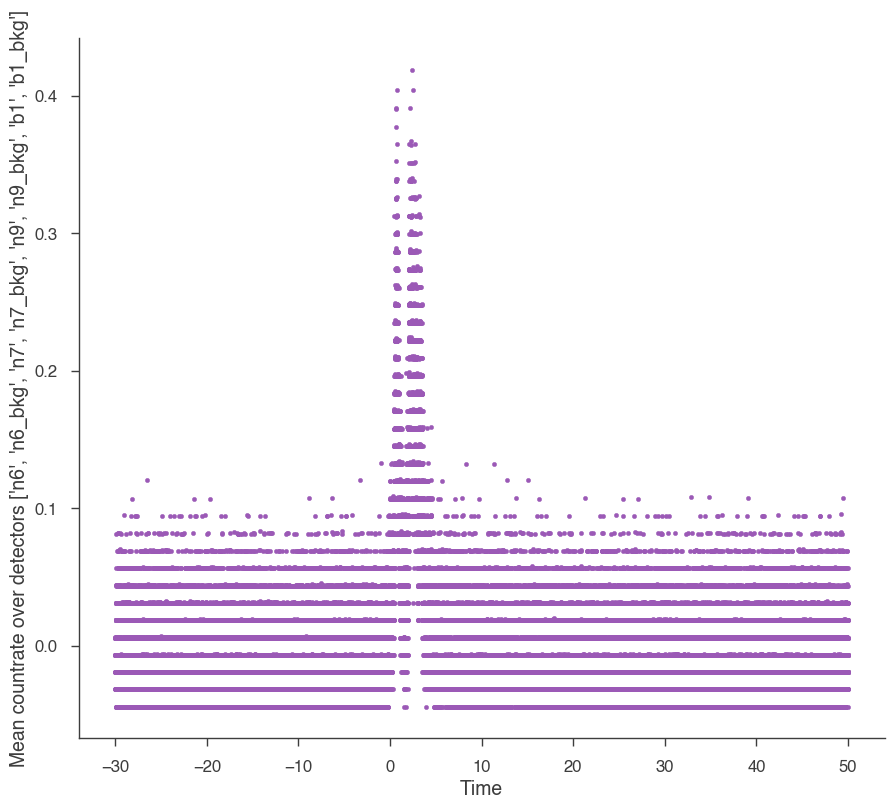 Mean countrate over detectors ['n6', 'n6_bkg', 'n7', 'n7_bkg', 'n9', 'n9_bkg', 'b1', 'b1_bkg']
0.4
0.3
0.2
0.1
0.0
−30 −20 −10 0 10 20 30 40 50
Time